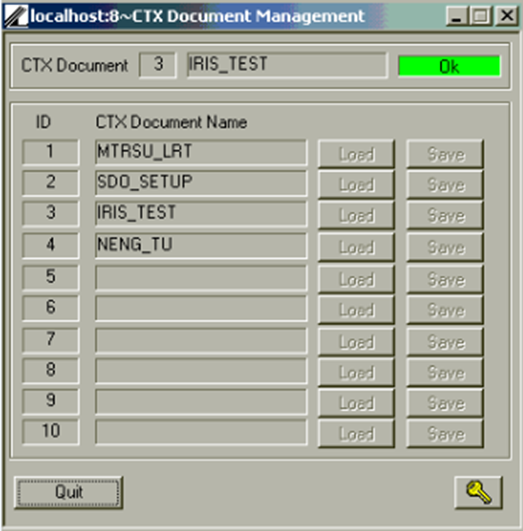 localhost:8~CTX Document Management
CTX Document 3 IRIS_TEST Ok
ID CTX Document Name
1 MTRSU_LRT Load Save
2 SDO_SETUP Load Save
3 IRIS_TEST Load Save
4 NENG_TU Load Save
5 Load Save
6 Load Save
7 Load Save
8 Load Save
9 Load Save
10 Load Save
Quit